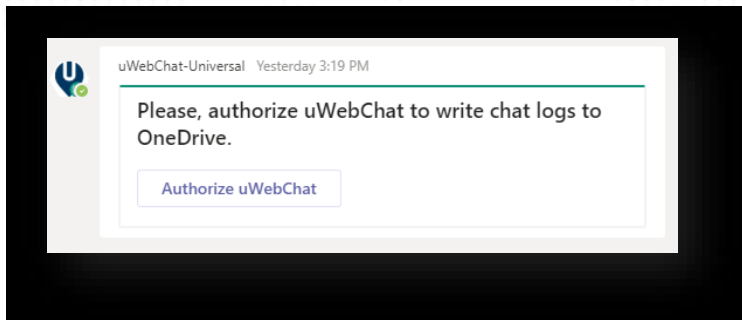 uWebChat-Universal Yesterday 3:19 PM
Please, authorize uWebChat to write chat logs to
OneDrive.
Authorize uWebChat